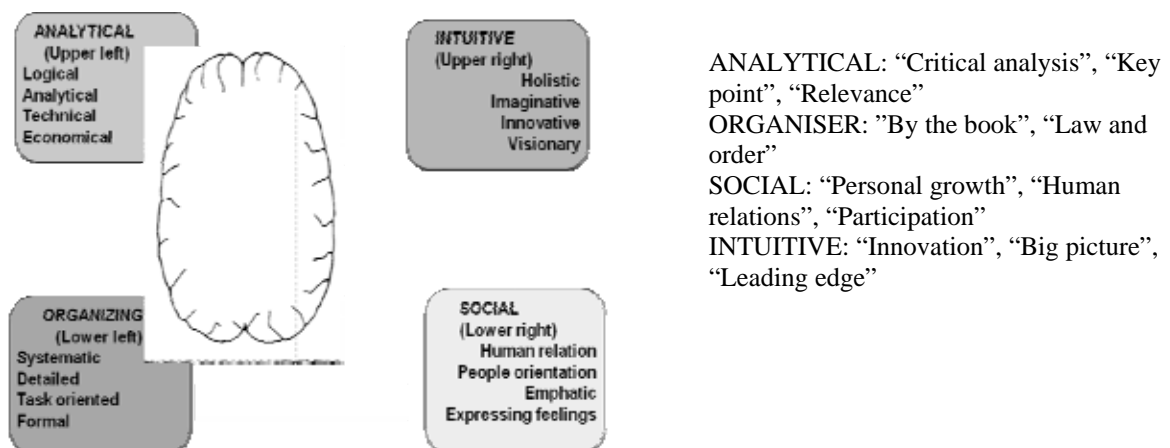 ANALYTICAL
(Upper left)
Logical
Analytical
Technical
Economical
INTUITIVE
(Upper right)
Holistic
Imaginative
Innovative
Visionary
ORGANIZING
(Lower left)
Systematic
Detailed
Task oriented
Formal
SOCIAL
(Lower right)
Human relation
People orientation
Emphatic
Expressing feelings
ANALYTICAL: “Critical analysis”, “Key
point”, “Relevance”
ORGANISER: ”By the book”, “Law and
order”
SOCIAL: “Personal growth”, “Human
relations”, “Participation”
INTUITIVE: “Innovation”, “Big picture”,
“Leading edge”